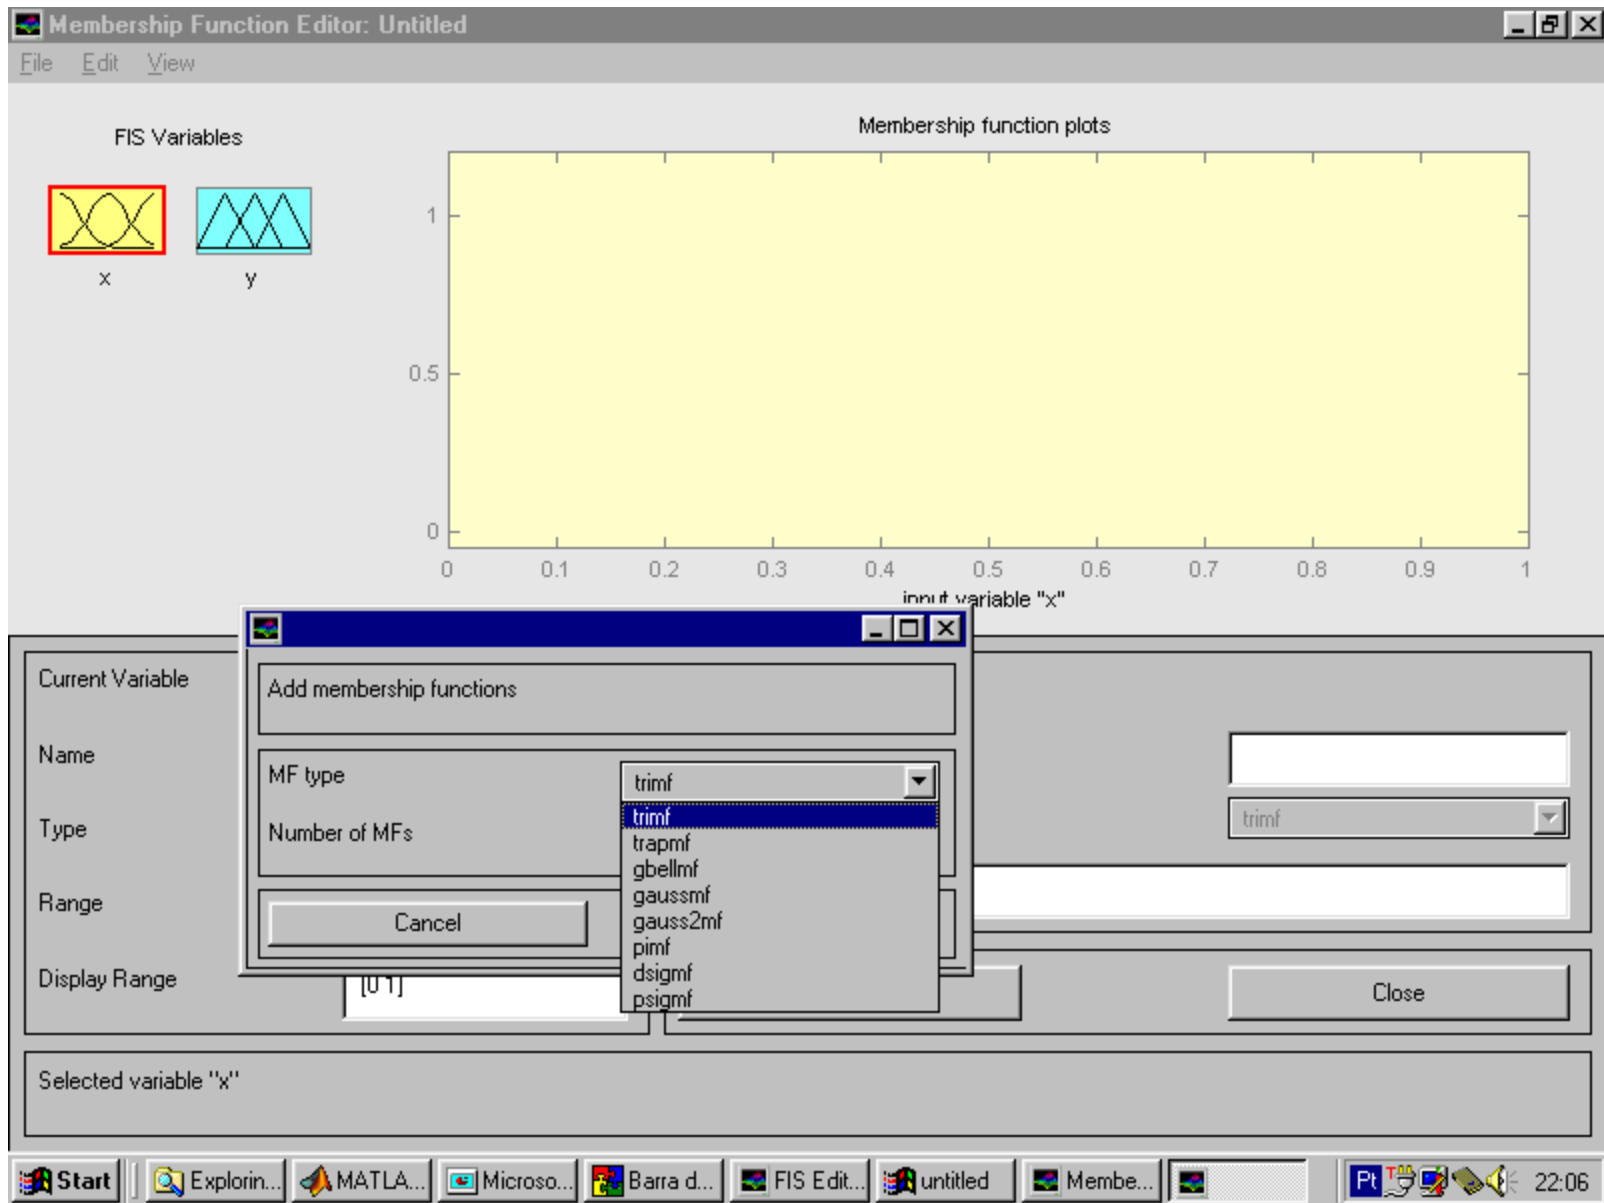 Membership Function Editor: Untitled
File Edit View
FIS Variables
Membership function plots
x y
1
0.5
0
0 0.1 0.2 0.3 0.4 0.5 0.6 0.7 0.8 0.9 1
input variable "x"
Current Variable
Name
Type
trimf
Range
Display Range
[0 1]
Add membership functions
MF type
trimf
Number of MFs
trimf
trapmf
gbellmf
gaussmf
gauss2mf
pimf
dsigmf
psigmf
Cancel
Close
Selected variable "x"
Start Explorin... MATLA... Microso... Barra d... FIS Edit... untitled Membe... Pt 22:06